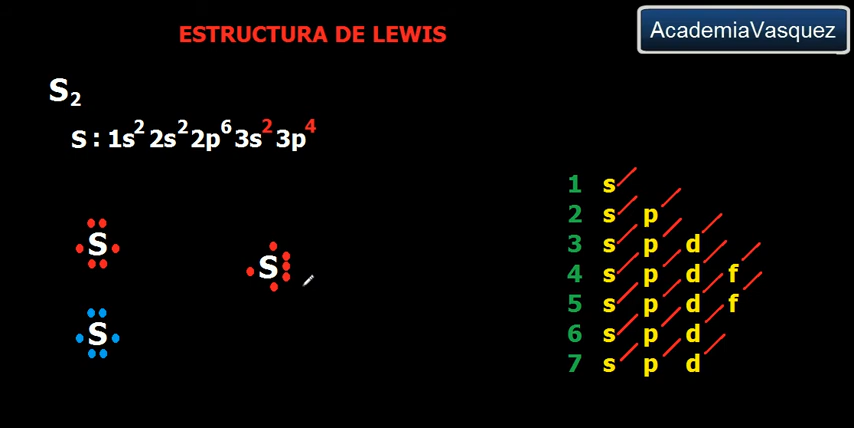 ESTRUCTURA DE LEWIS
AcademiaVasquez
S₂
S : 1s² 2s² 2p⁶ 3s² 3p⁴
S
S
S
1 s
2 s p
3 s p d
4 s p d f
5 s p d f
6 s p d
7 s p d